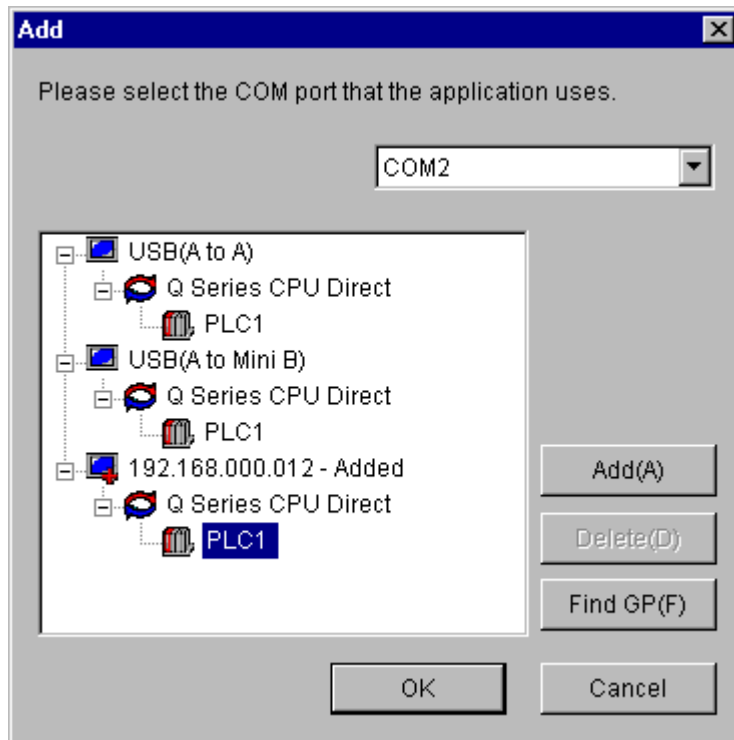 Add
Please select the COM port that the application uses.
COM2
USB(A to A)
Q Series CPU Direct
PLC1
USB(A to Mini B)
Q Series CPU Direct
PLC1
192.168.000.012 - Added
Q Series CPU Direct
PLC1
Add(A)
Delete(D)
Find GP(F)
OK
Cancel